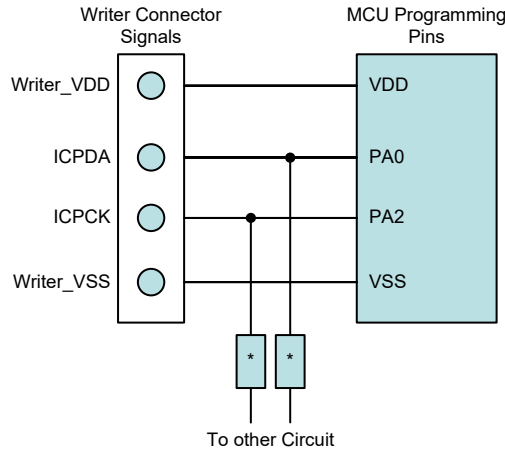 Writer Connector
Signals
MCU Programming
Pins
Writer_VDD
VDD
ICPDA
PA0
ICPCK
PA2
Writer_VSS
VSS
* *
To other Circuit